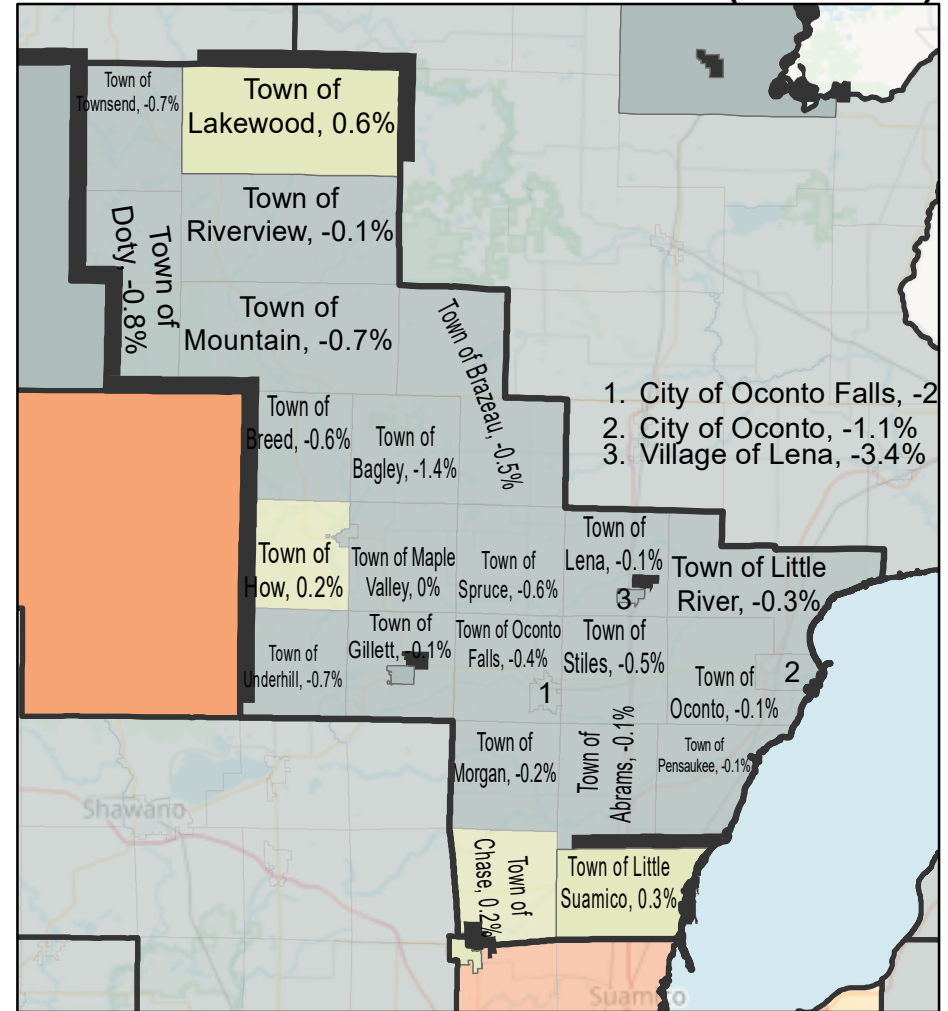 Town of
Townsend, -0.7%
Town of
Lakewood, 0.6%
Town of
Riverview, -0.1%
Town of
Doty, -0.8%
Town of
Mountain, -0.7%
Town of Brazeau, -0.5%
1. City of Oconto Falls, -2
2. City of Oconto, -1.1%
3. Village of Lena, -3.4%
Town of
Breed, -0.6%
Town of
Bagley, -1.4%
Town of
How, 0.2%
Town of Maple
Valley, 0%
Town of
Spruce, -0.6%
Town of
Lena, -0.1%
3
Town of Little
River, -0.3%
Town of
Underhill, -0.7%
Town of
Gillett, -0.1%
Town of Oconto
Falls, -0.4%
1
Town of
Stiles, -0.5%
Town of
Oconto, -0.1%
2
Town of
Morgan, -0.2%
Town of
Abrams, -0.1%
Town of
Pensaukee, -0.1%
Shawano
Town of
Chase, 0.2%
Town of Little
Suamico, 0.3%
Suamico